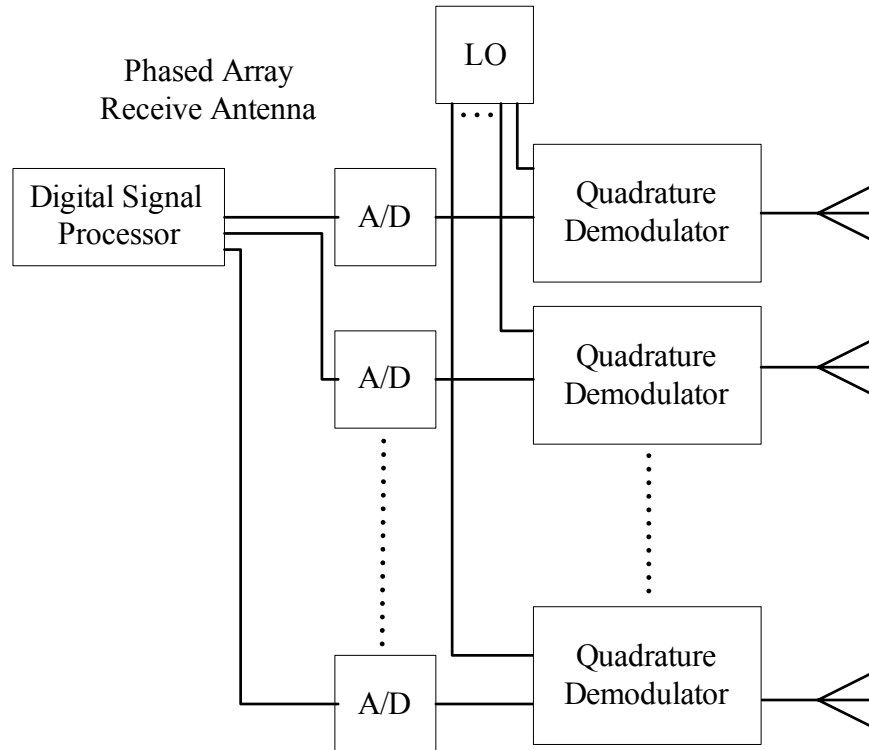 LO
Phased Array
Receive Antenna
Digital Signal
Processor
A/D
Quadrature
Demodulator
A/D
Quadrature
Demodulator
A/D
Quadrature
Demodulator